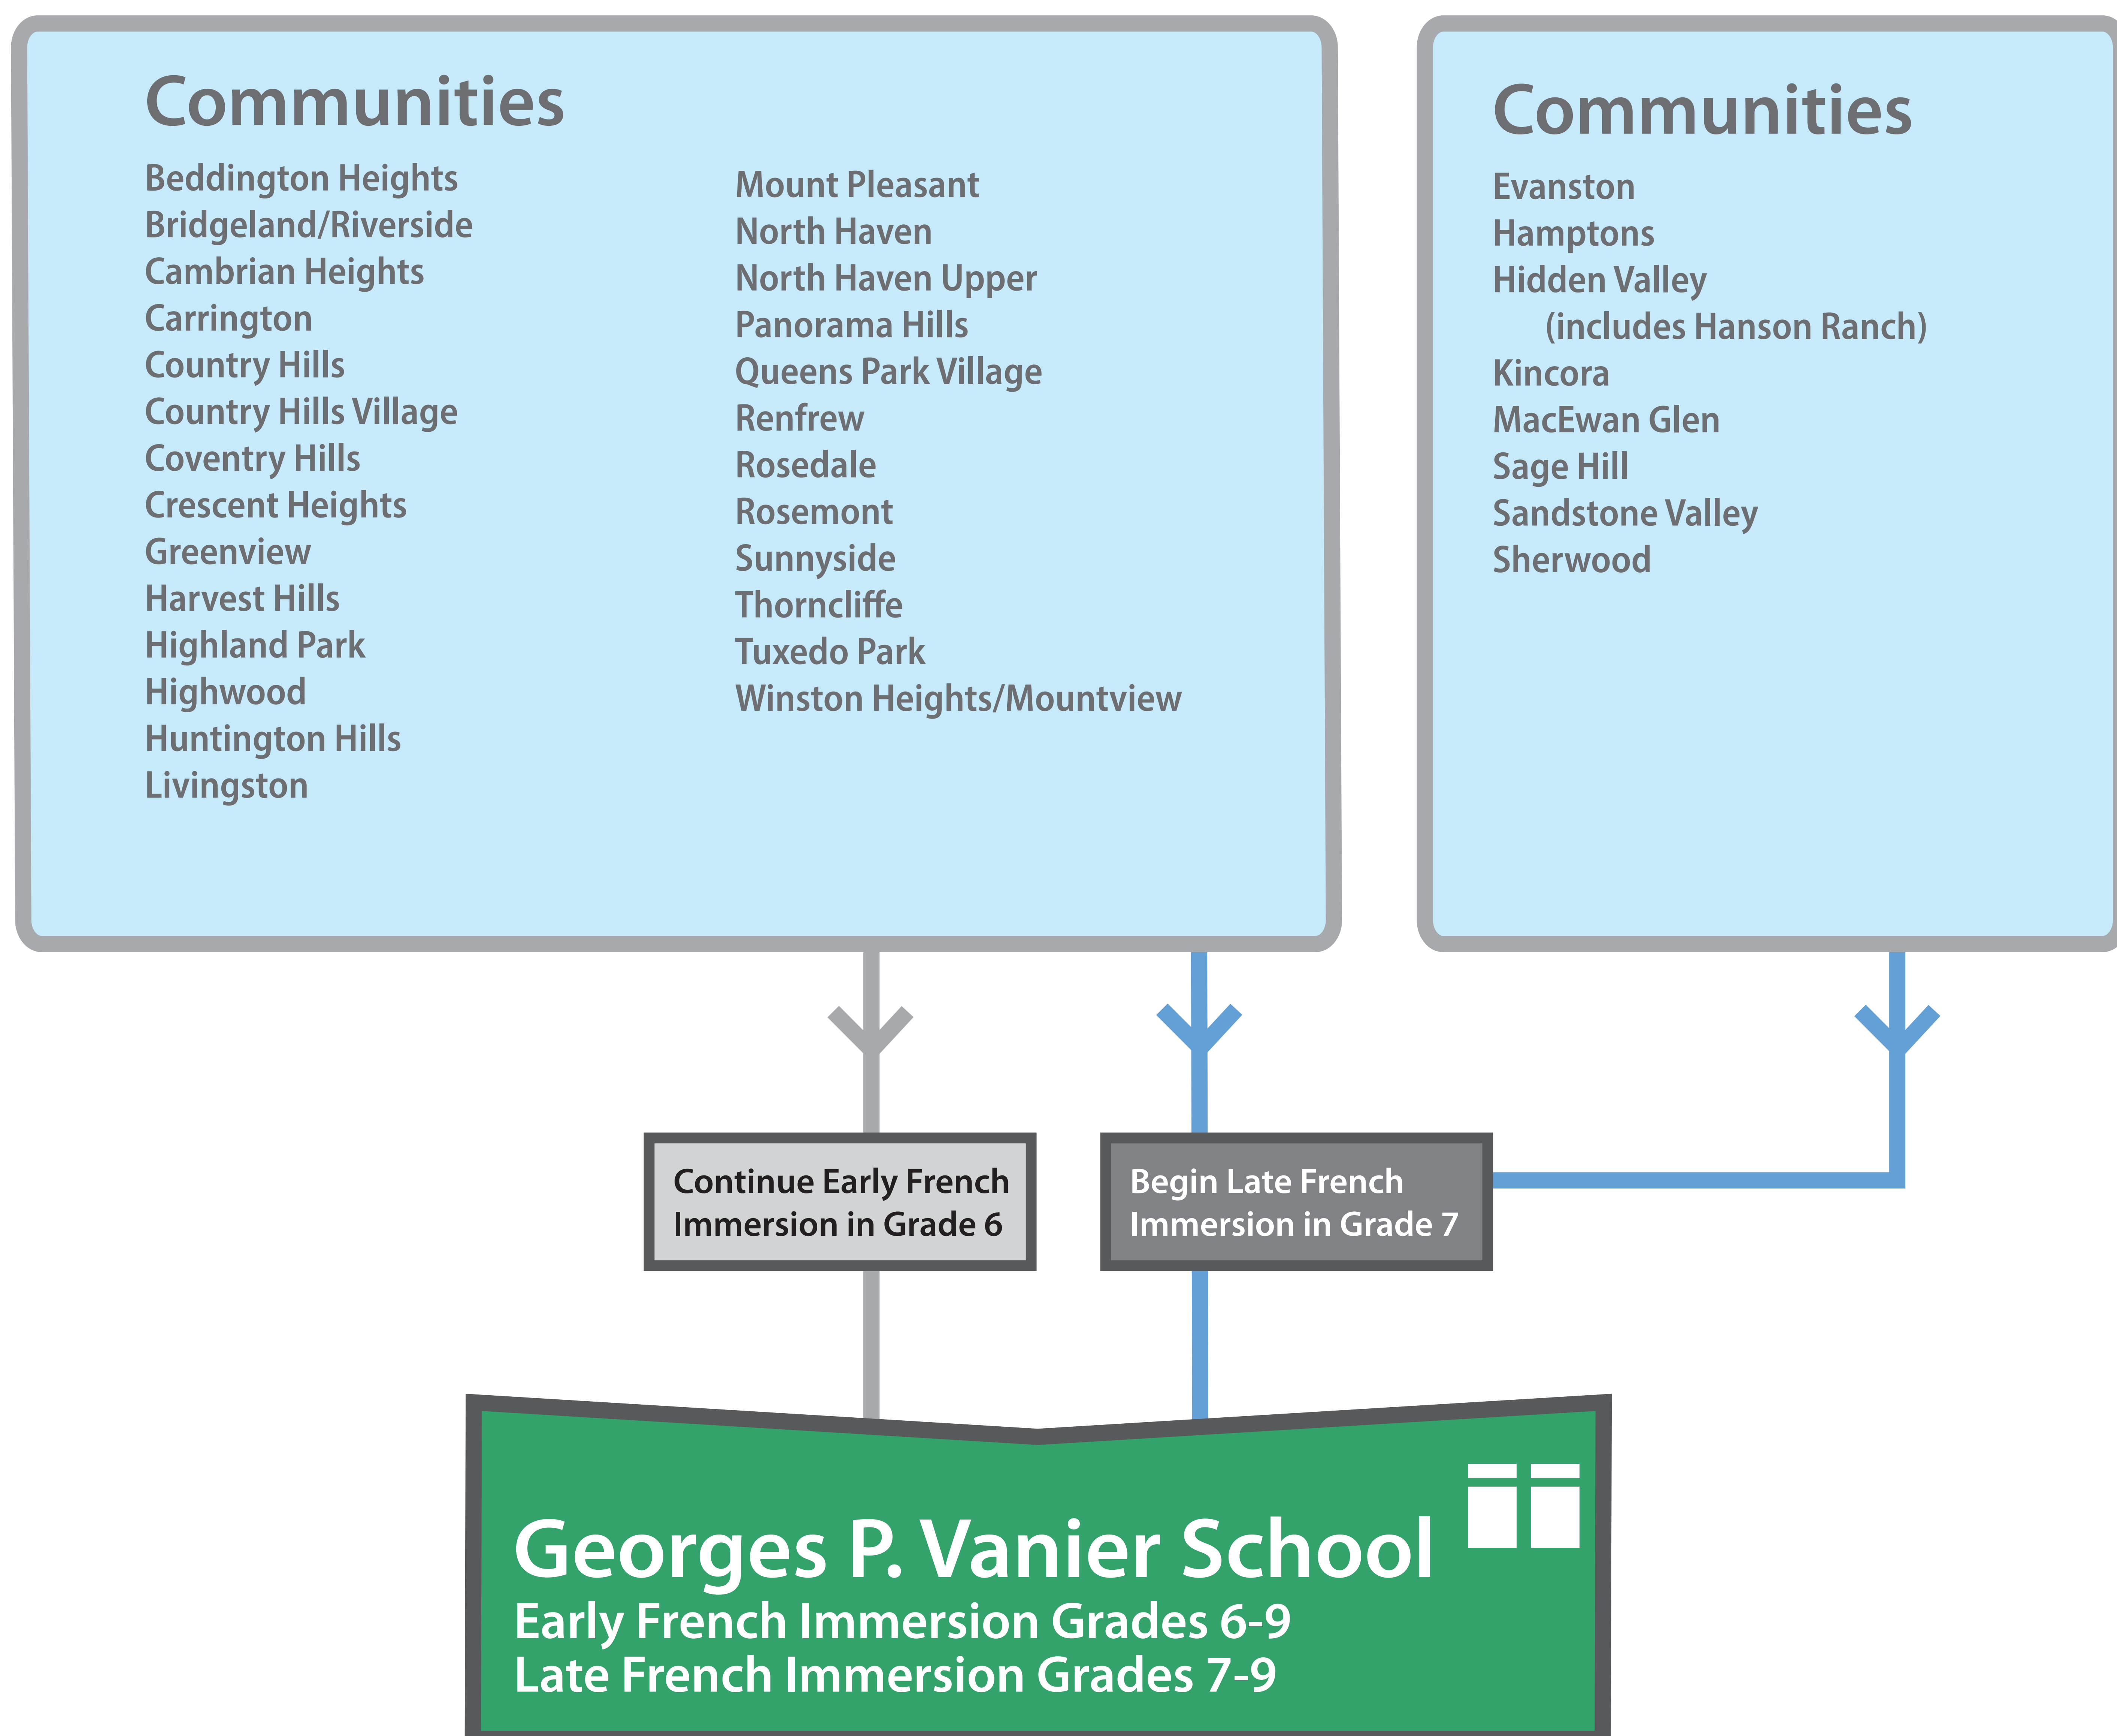 Communities
Beddington Heights
Bridgeland/Riverside
Cambrian Heights
Carrington
Country Hills
Country Hills Village
Coventry Hills
Crescent Heights
Greenview
Harvest Hills
Highland Park
Highwood
Huntington Hills
Livingston
Mount Pleasant
North Haven
North Haven Upper
Panorama Hills
Queens Park Village
Renfrew
Rosedale
Rosemont
Sunnyside
Thorncliffe
Tuxedo Park
Winston Heights/Mountview
Communities
Evanston
Hamptons
Hidden Valley
(includes Hanson Ranch)
Kincora
MacEwan Glen
Sage Hill
Sandstone Valley
Sherwood
Continue Early French
Immersion in Grade 6
Begin Late French
Immersion in Grade 7
Georges P. Vanier School
Early French Immersion Grades 6-9
Late French Immersion Grades 7-9